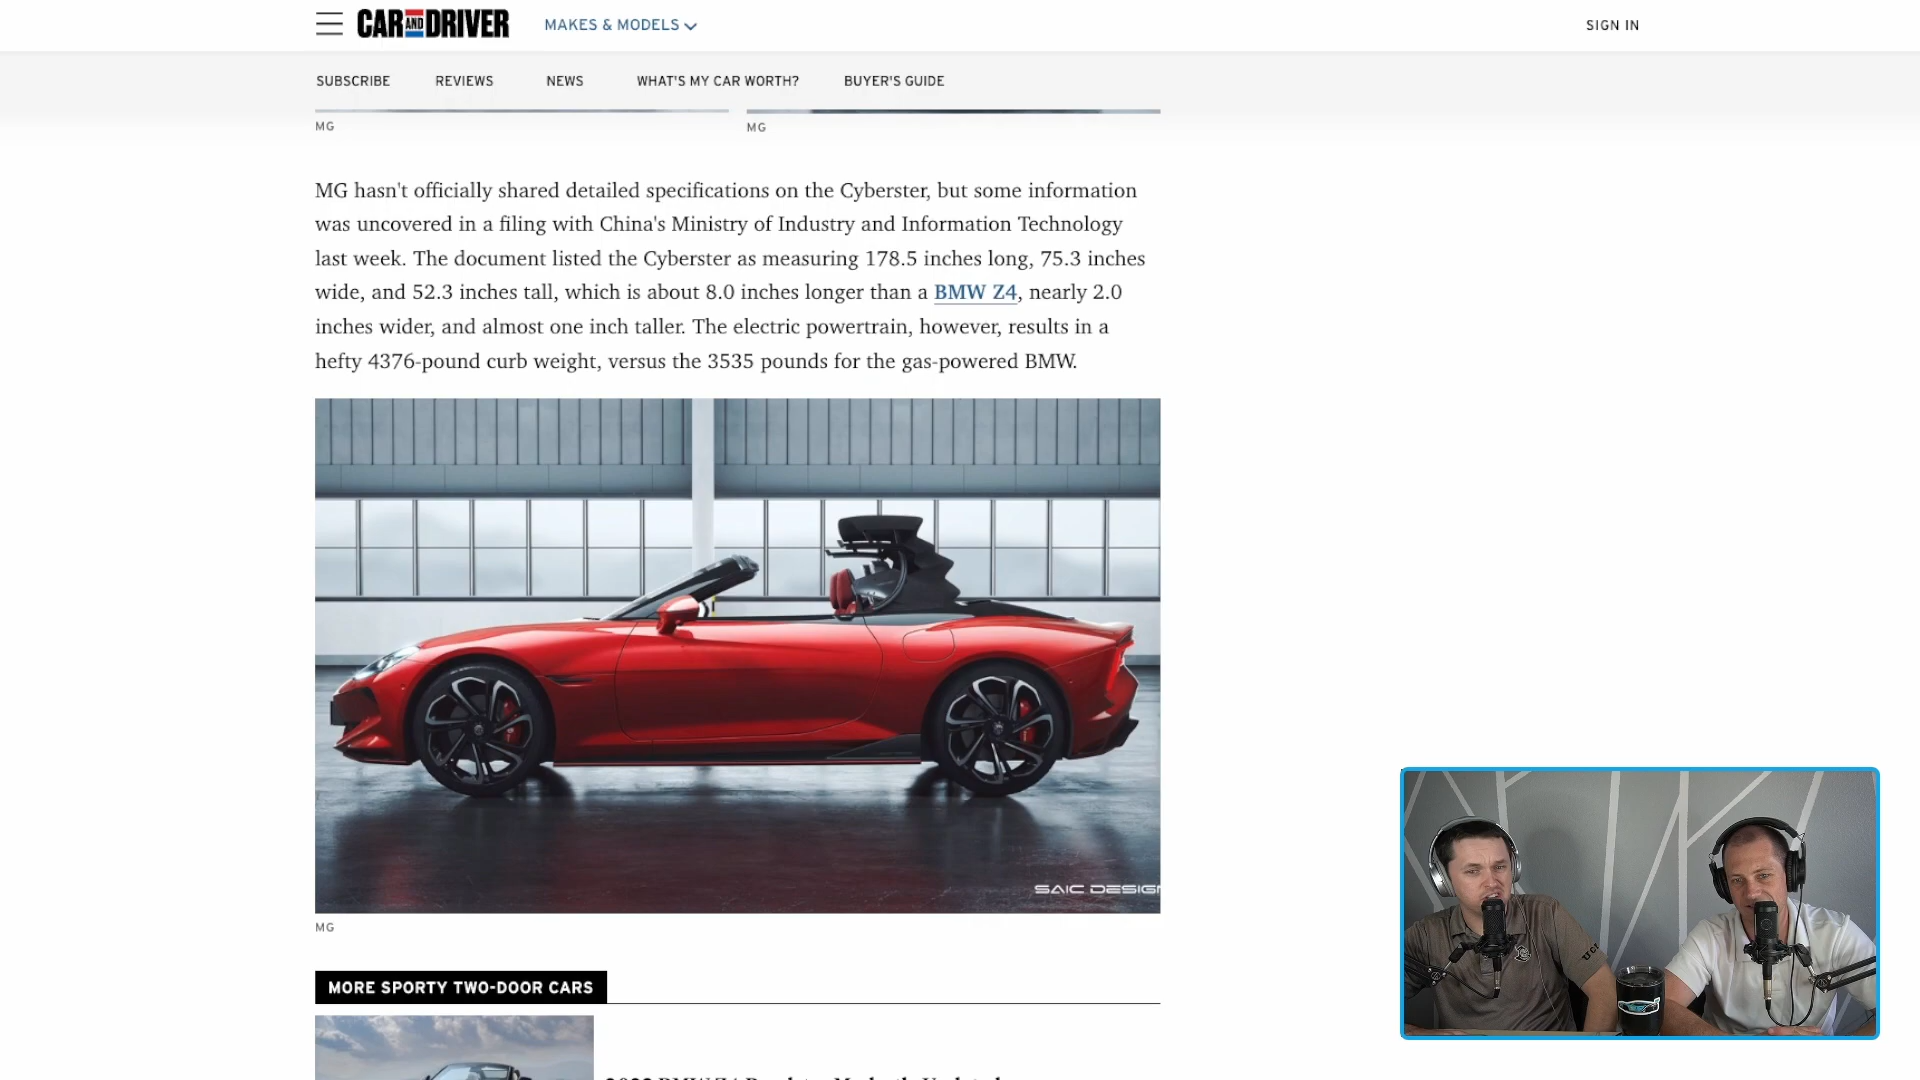 CAR AND DRIVER
MAKES & MODELS
SIGN IN
SUBSCRIBE REVIEWS NEWS WHAT'S MY CAR WORTH? BUYER'S GUIDE
MG MG
MG hasn't officially shared detailed specifications on the Cyberster, but some information
was uncovered in a filing with China's Ministry of Industry and Information Technology
last week. The document listed the Cyberster as measuring 178.5 inches long, 75.3 inches
wide, and 52.3 inches tall, which is about 8.0 inches longer than a BMW Z4, nearly 2.0
inches wider, and almost one inch taller. The electric powertrain, however, results in a
hefty 4376-pound curb weight, versus the 3535 pounds for the gas-powered BMW.
SAIC DESIGN
MG
MORE SPORTY TWO-DOOR CARS
UCF